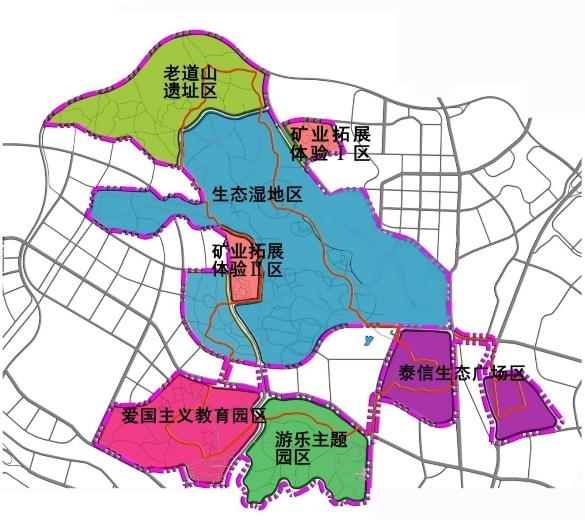 老道山
遗址区
矿业拓展
体验Ⅰ区
生态湿地区
矿业拓展
体验Ⅱ区
泰信生态广场区
爱国主义教育园区
游乐主题
园区